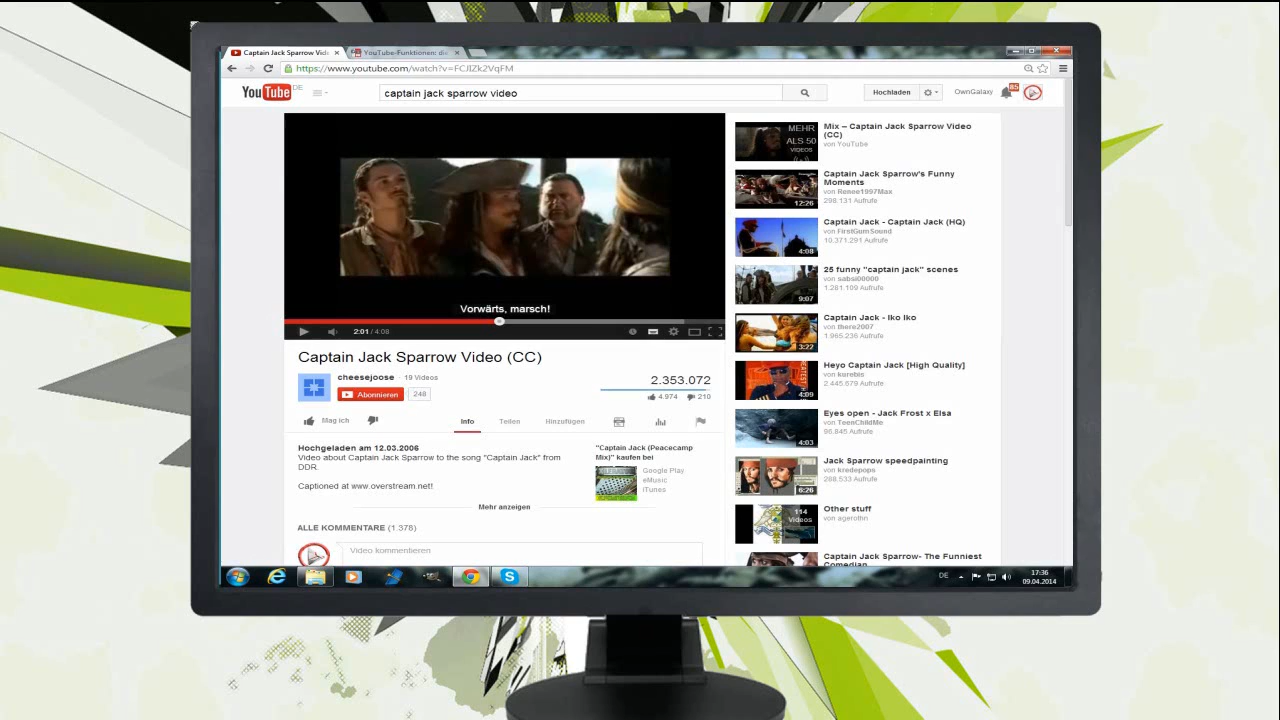 Captain Jack Sparrow Vide
YouTube-Funktionen: die
https://www.youtube.com/watch?v=FCJlZk2VqFM
YouTube DE
captain jack sparrow video
Hochladen
OwnGalaxy
85
Vorwärts, marsch!
2:01 / 4:08
Captain Jack Sparrow Video (CC)
cheesejoose · 19 Videos
Abonnieren 248
2.353.072
4.974 210
Mag ich
Info Teilen Hinzufügen
Hochgeladen am 12.03.2006
Video about Captain Jack Sparrow to the song "Captain Jack" from
DDR.
Captioned at www.overstream.net!
"Captain Jack (Peacecamp
Mix)" kaufen bei
Google Play
eMusic
iTunes
Mehr anzeigen
ALLE KOMMENTARE (1.378)
Video kommentieren
MEHR
ALS 50
VIDEOS
Mix – Captain Jack Sparrow Video
(CC)
von YouTube
12:26
Captain Jack Sparrow's Funny
Moments
von Renee1997Max
298.131 Aufrufe
4:08
Captain Jack - Captain Jack (HQ)
von FirstGumSound
10.371.291 Aufrufe
9:07
25 funny "captain jack" scenes
von sabsi00000
1.281.109 Aufrufe
3:22
Captain Jack - Iko Iko
von there2007
1.965.236 Aufrufe
4:09
Heyo Captain Jack [High Quality]
von kurebis
2.445.679 Aufrufe
4:03
Eyes open - Jack Frost x Elsa
von TeenChildMe
96.845 Aufrufe
6:26
Jack Sparrow speedpainting
von kredepops
288.533 Aufrufe
114
Videos
Other stuff
von agerothn
Captain Jack Sparrow- The Funniest
Comedian
DE
17:36
09.04.2014